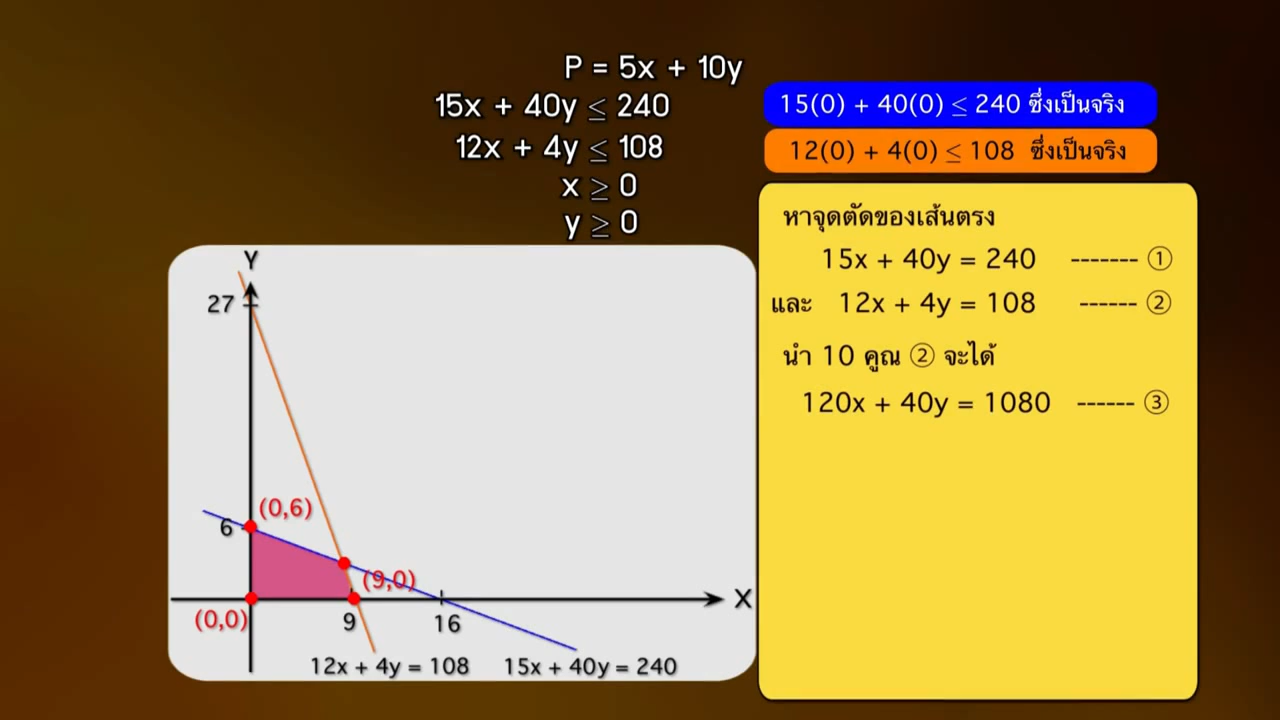 P = 5x + 10y
15x + 40y ≤ 240
12x + 4y ≤ 108
x ≥ 0
y ≥ 0
15(0) + 40(0) ≤ 240 ซึ่งเป็นจริง
12(0) + 4(0) ≤ 108 ซึ่งเป็นจริง
หาจุดตัดของเส้นตรง
15x + 40y = 240 ------- ①
และ 12x + 4y = 108 ------ ②
นำ 10 คูณ ② จะได้
120x + 40y = 1080 ------ ③
Y
27
(0,6)
6
(9,0)
X
(0,0)
9
16
12x + 4y = 108
15x + 40y = 240